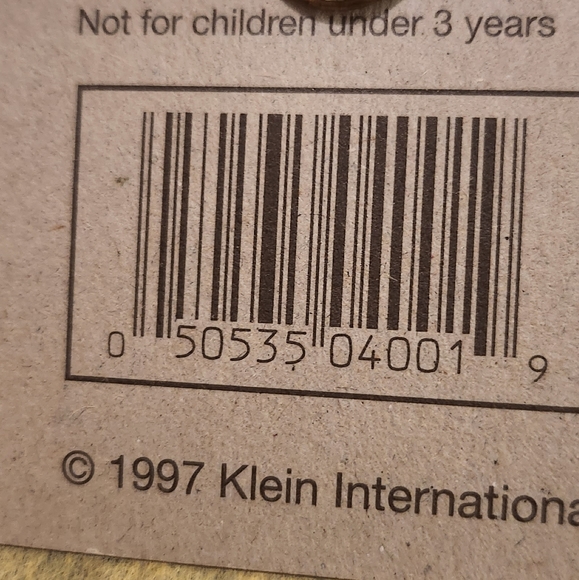 Not for children under 3 years
0 50535 04001 9
© 1997 Klein Internationa